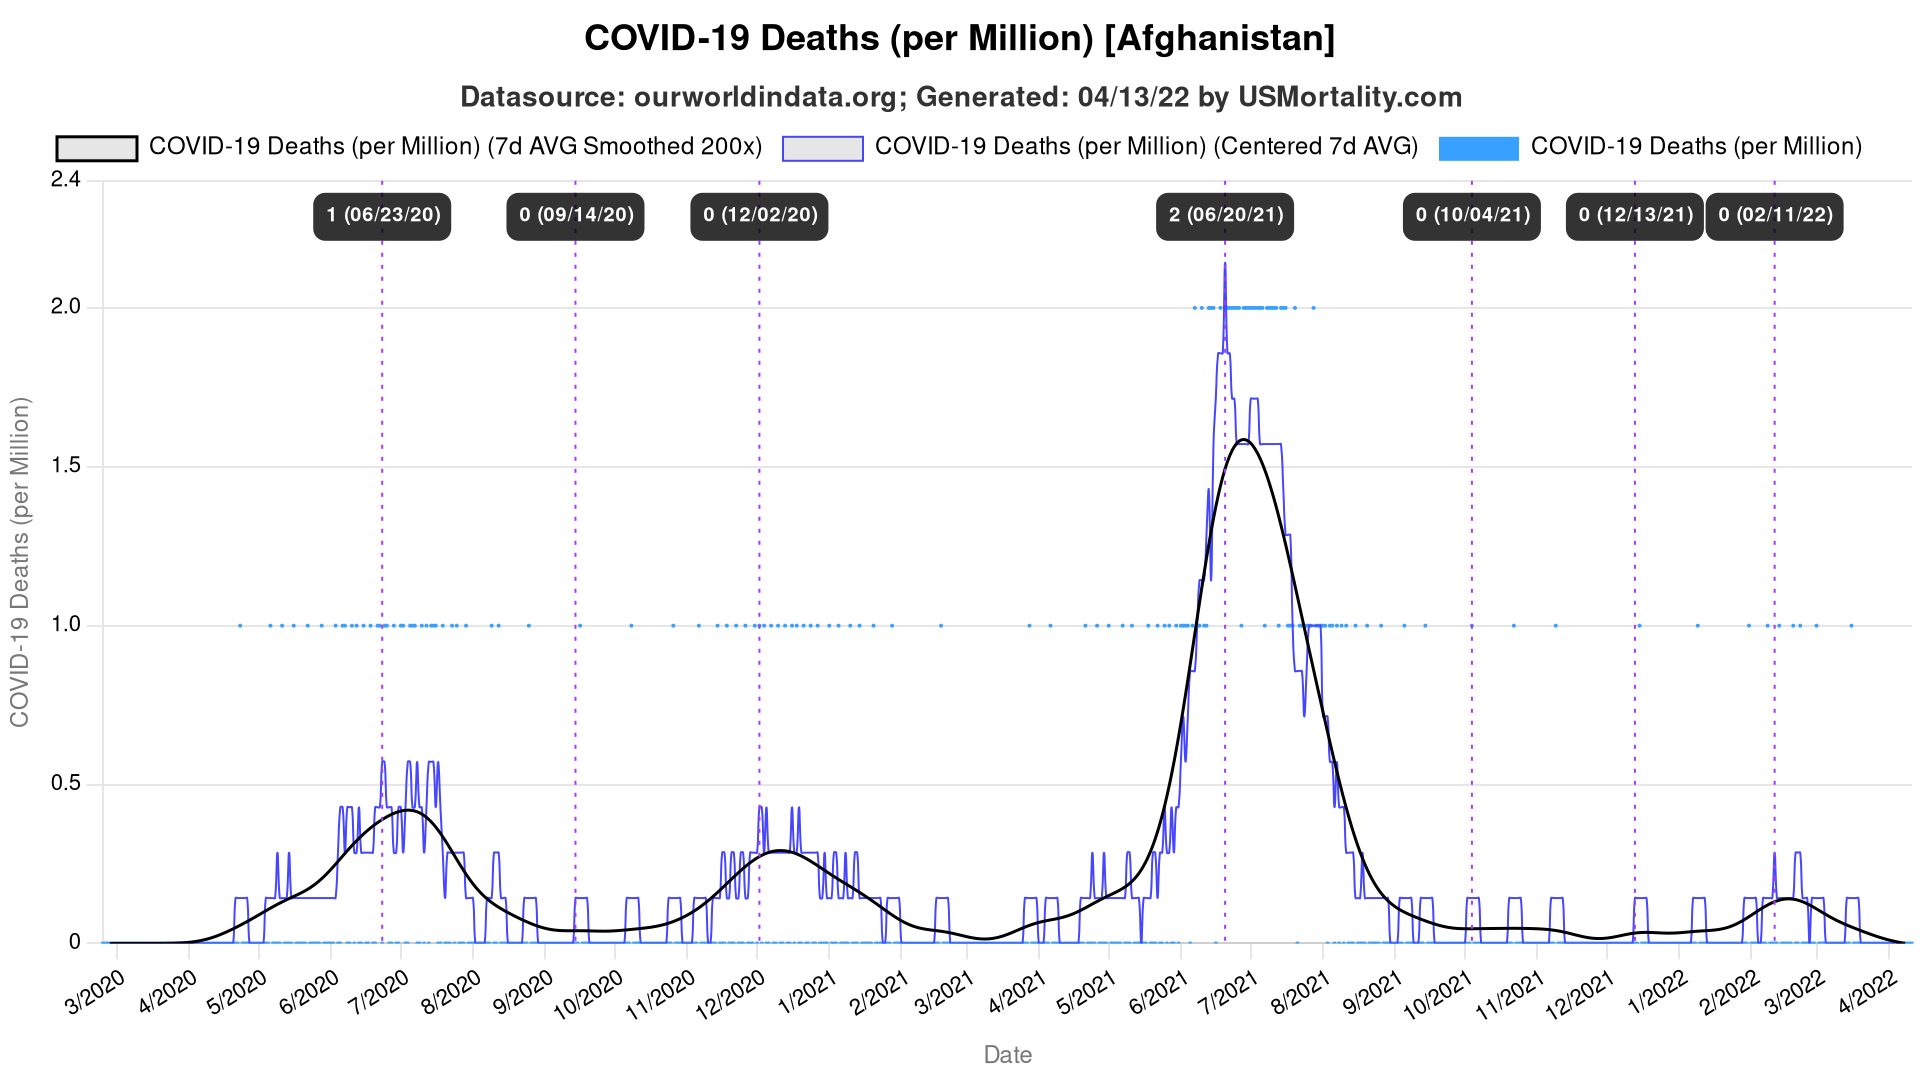 COVID-19 Deaths (per Million) [Afghanistan]
Datasource: ourworldindata.org; Generated: 04/13/22 by USMortality.com
COVID-19 Deaths (per Million) (7d AVG Smoothed 200x) COVID-19 Deaths (per Million) (Centered 7d AVG) COVID-19 Deaths (per Million)
2.4
1 (06/23/20) 0 (09/14/20) 0 (12/02/20) 2 (06/20/21) 0 (10/04/21) 0 (12/13/21) 0 (02/11/22)
2.0
1.5
1.0
0.5
0
COVID-19 Deaths (per Million)
3/2020 4/2020 5/2020 6/2020 7/2020 8/2020 9/2020 10/2020 11/2020 12/2020 1/2021 2/2021 3/2021 4/2021 5/2021 6/2021 7/2021 8/2021 9/2021 10/2021 11/2021 12/2021 1/2022 2/2022 3/2022 4/2022
Date